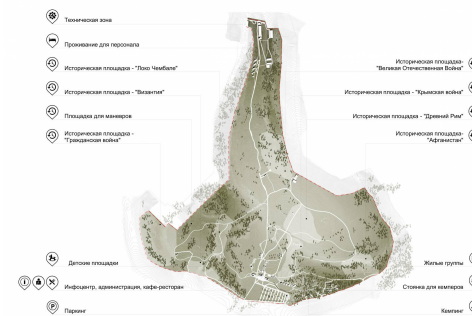 Техническая зона
Проживание для персонала
Историческая площадка - "Локо Чембале"
Историческая площадка - "Византия"
Площадка для маневров
Историческая площадка -
"Гражданская война"
Детские площадки
Инфоцентр, администрация, кафе-ресторан
Паркинг
Историческая площадка-
"Великая Отечественная Война"
Историческая площадка - "Крымская война"
Историческая площадка - "Древний Рим"
Историческая площадка-
"Афганистан"
Жилые группы
Стоянка для кемперов
Кемпинг